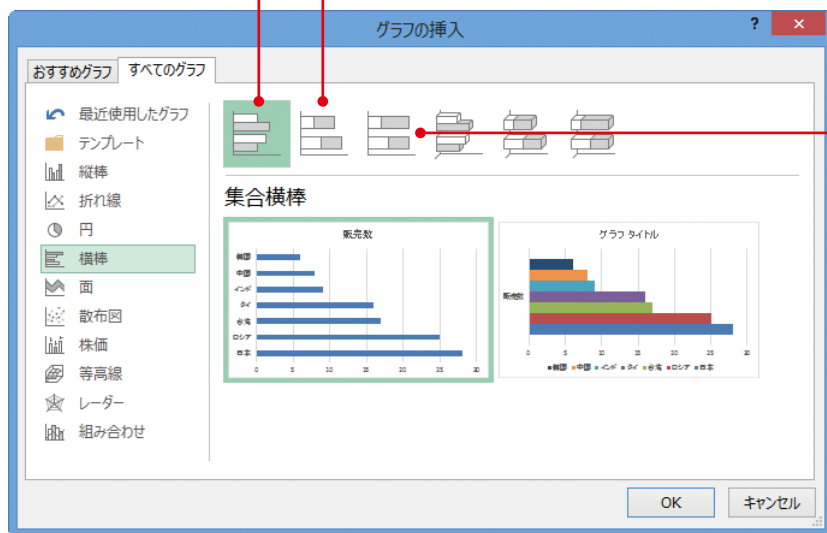 グラフの挿入
?
×
おすすめグラフ すべてのグラフ
最近使用したグラフ
テンプレート
縦棒
折れ線
円
横棒
面
散布図
株価
等高線
レーダー
組み合わせ
集合横棒
販売数
韓国
中国
インド
タイ
台湾
ロシア
日本
0 5 10 15 20 25 30
グラフ タイトル
販売数
0 5 10 15 20 25 30
韓国 中国 インド タイ 台湾 ロシア 日本
OK キャンセル